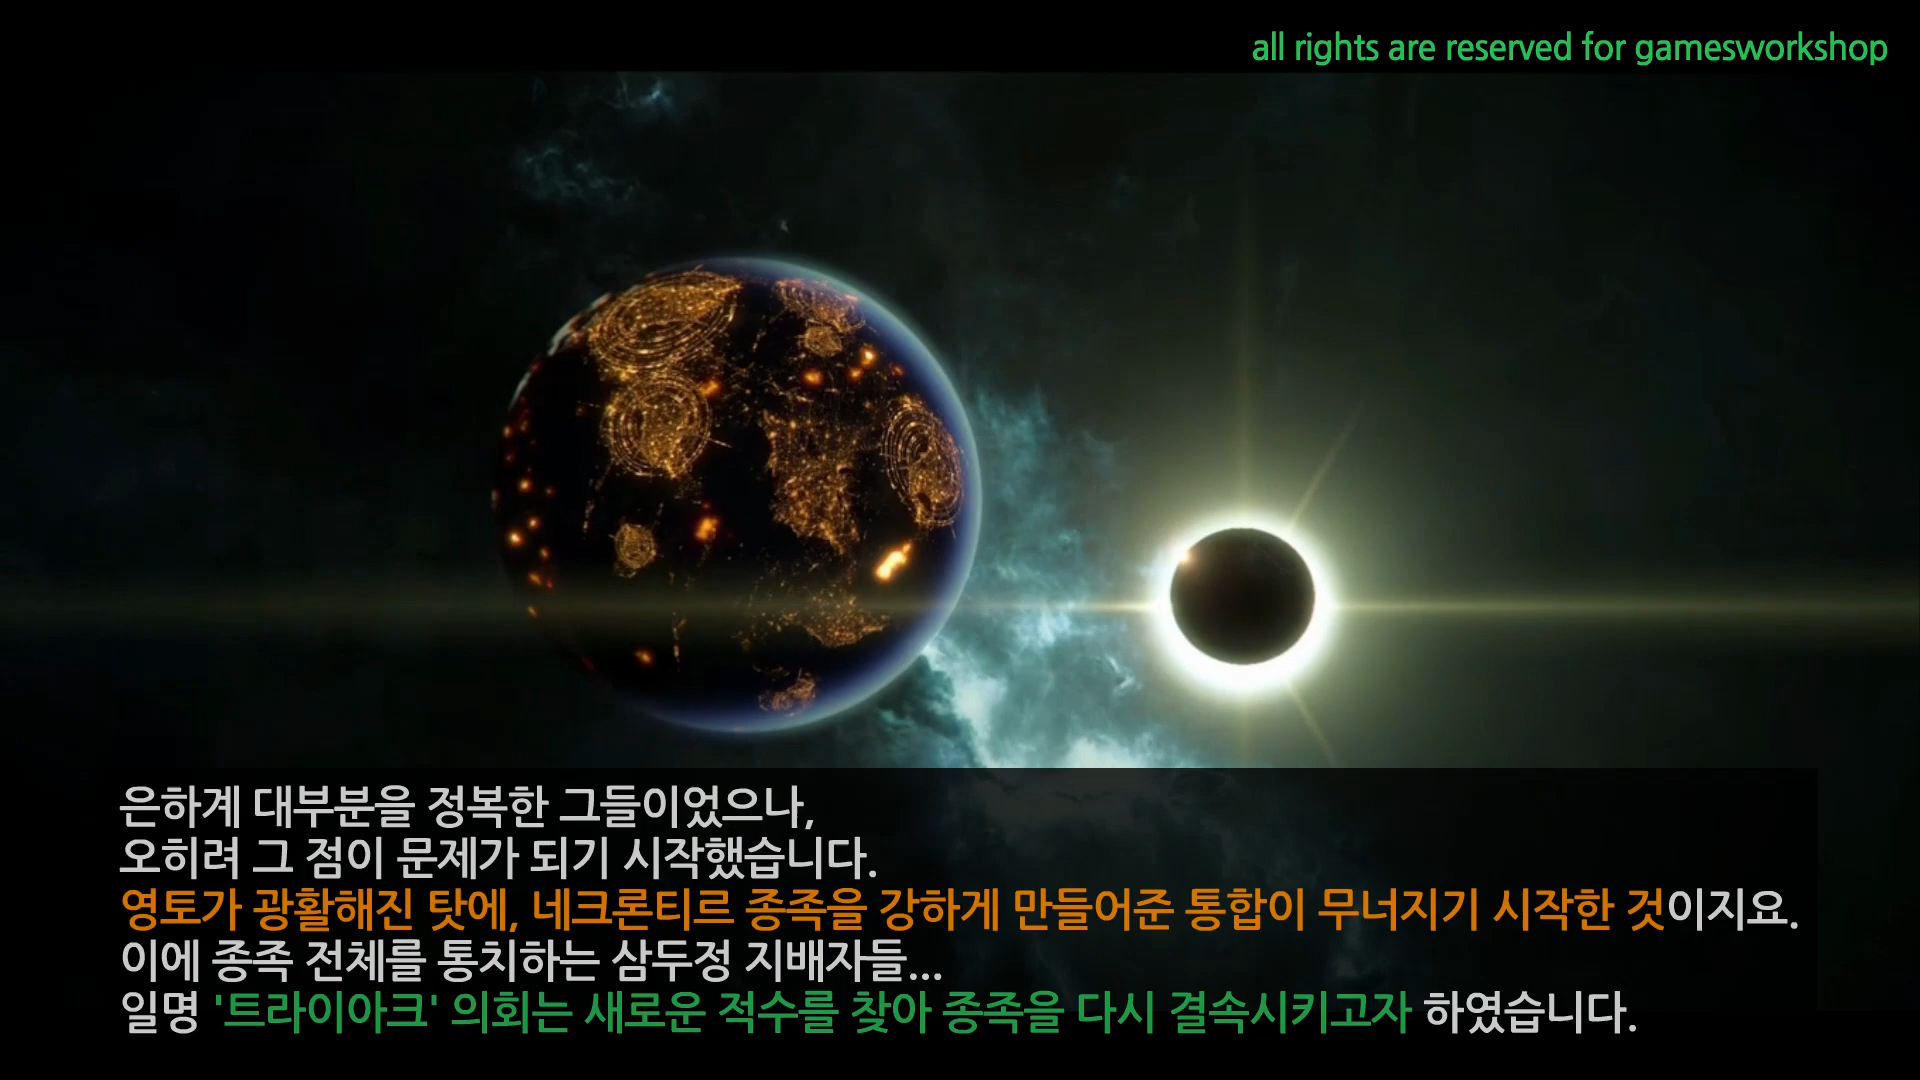 all rights are reserved for gamesworkshop
은하계 대부분을 정복한 그들이었으나,
오히려 그 점이 문제가 되기 시작했습니다.
영토가 광활해진 탓에, 네크론티르 종족을 강하게 만들어준 통합이 무너지기 시작한 것이지요.
이에 종족 전체를 통치하는 삼두정 지배자들...
일명 '트라이아크' 의회는 새로운 적수를 찾아 종족을 다시 결속시키고자 하였습니다.